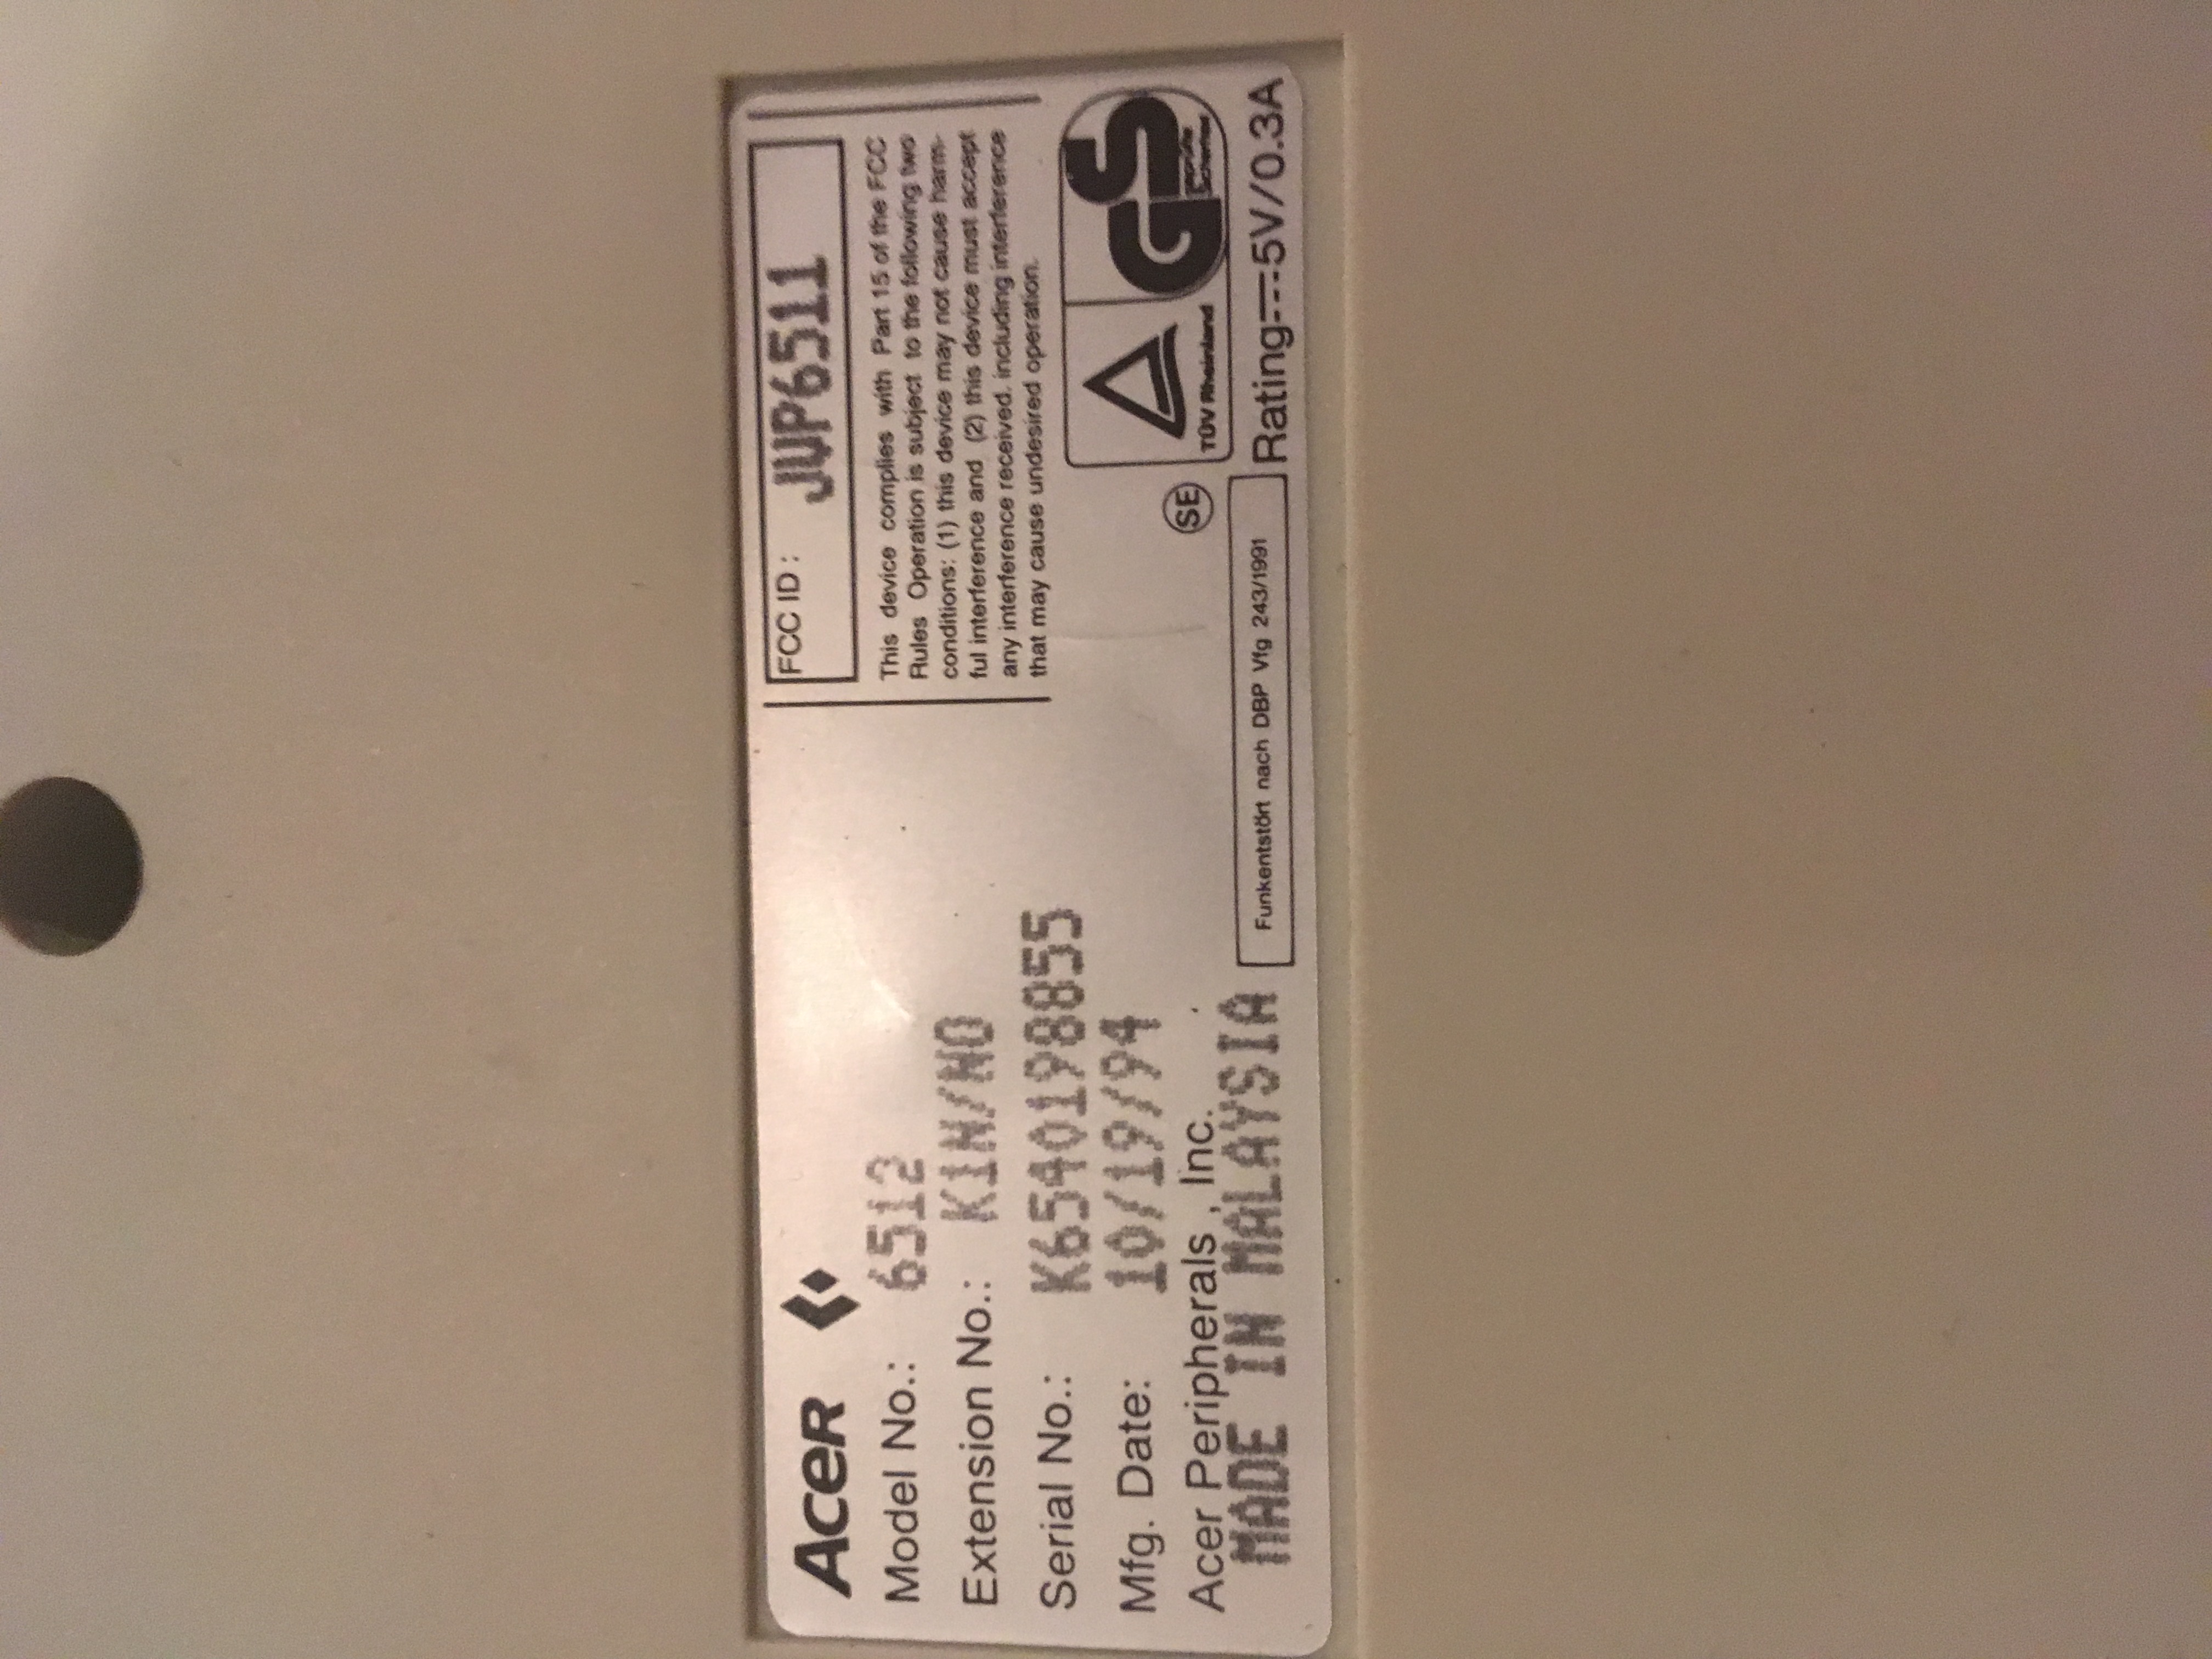 ACER
Model No.: 6512
Extension No.: K1N/NO
Serial No.: K6540198855
Mfg. Date: 10/19/94
Acer Peripherals, Inc.
MADE IN MALAYSIA
FCC ID: JVP6511
This device complies with Part 15 of the FCC
Rules Operation is subject to the following two
conditions: (1) this device may not cause harm-
ful interference and (2) this device must accept
any interference received. including interference
that may cause undesired operation.
SE
TÜV Rheinland
GS
geprüfte
Sicherheit
Funkentstört nach DBP Vfg 243/1991
Rating⎓5V/0.3A